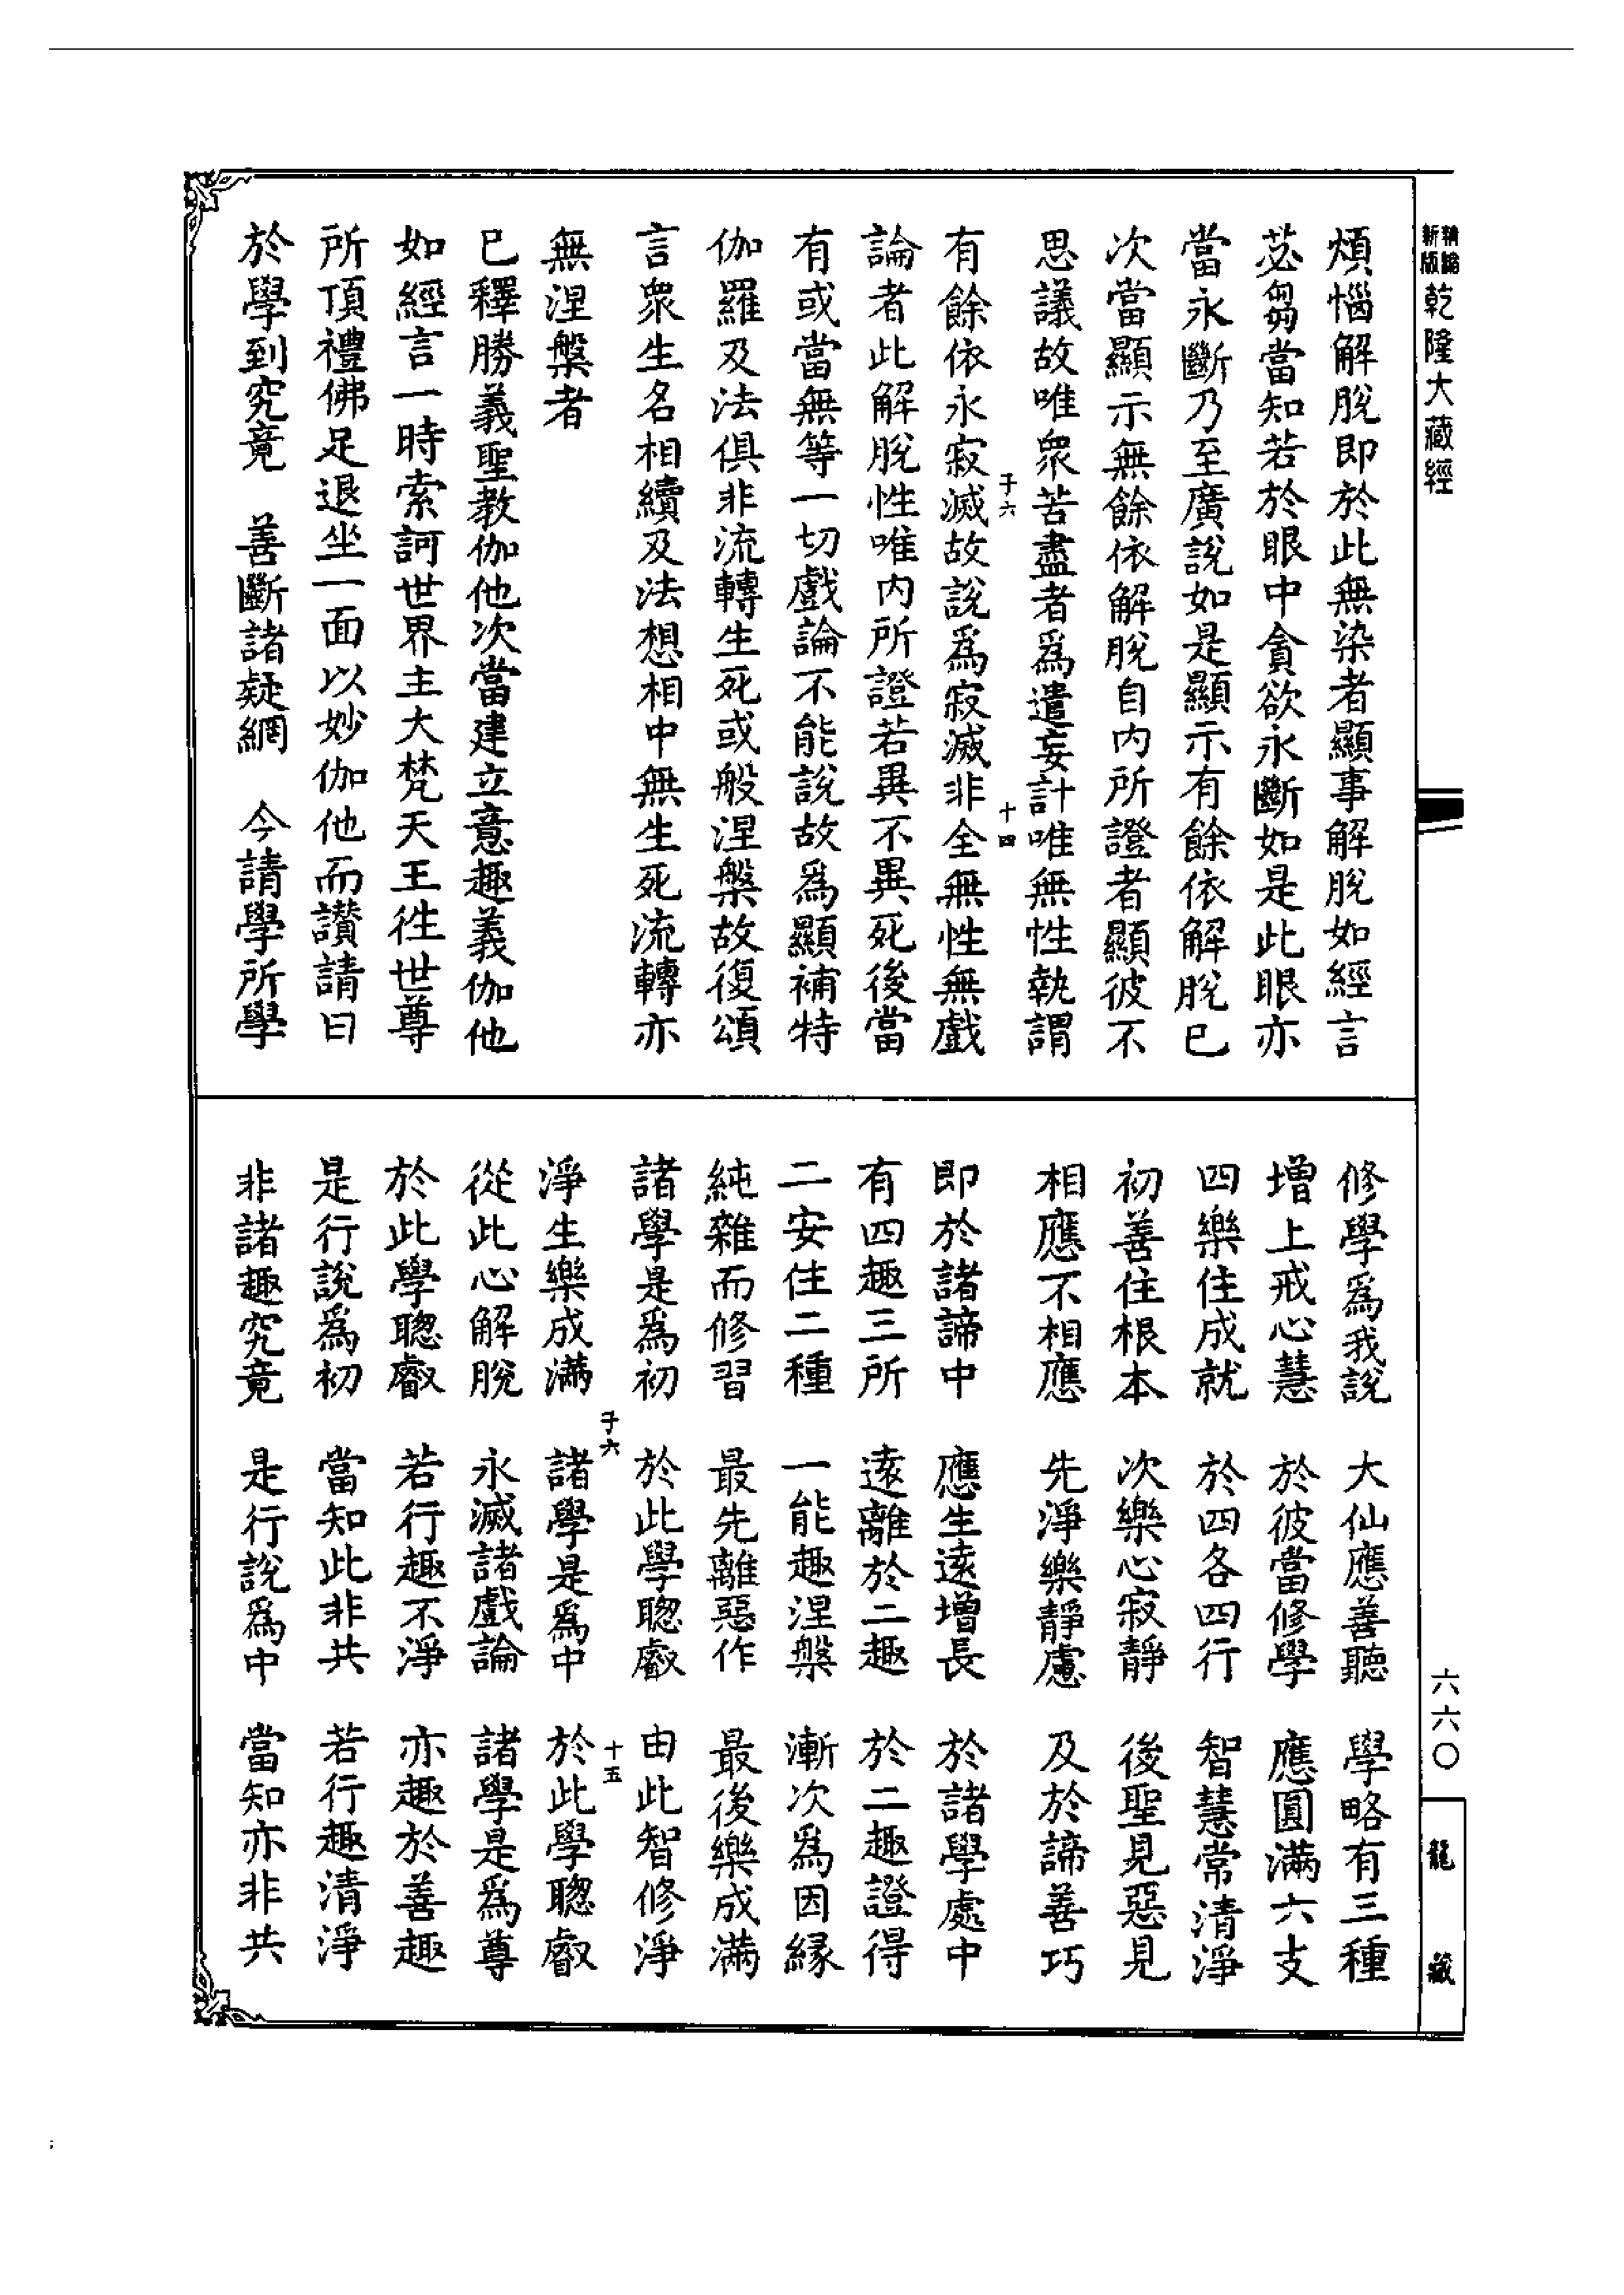 新版
精縮
乾隆大藏經
煩惱解脫即於此無染者顯事解脫如經言
苾芻當知若於眼中貪欲永斷如是此眼亦
當永斷乃至廣說如是顯示有餘依解脫已
次當顯示無餘依解脫自內所證者顯彼不
思議故唯衆苦盡者爲遣妄計唯無性執謂
子六
十四
有餘依永寂滅故說爲寂滅非全無性無戲
論者此解脫性唯內所證若異不異死後當
有或當無等一切戲論不能說故爲顯補特
伽羅及法俱非流轉生死或般涅槃故復頌
言衆生名相續及法想相中無生死流轉亦
無涅槃者
已釋勝義聖教伽他次當建立意趣義伽他
如經言一時索訶世界主大梵天王往世尊
所頂禮佛足退坐一面以妙伽他而讚請曰
於學到究竟　善斷諸疑網　今請學所學
修學爲我說　大仙應善聽　學略有三種
增上戒心慧　於彼當修學　應圓滿六支
四樂住成就　於四各四行　智慧常清淨
初善住根本　次樂心寂靜　後聖見惡見
相應不相應　先淨樂靜慮　及於諦善巧
即於諸諦中　應生遠增長　於諸學處中
有四趣三所　遠離於二趣　於二趣證得
二安住二種　一能趣涅槃　漸次爲因緣
純雜而修習　最先離惡作　最後樂成滿
諸學是爲初　於此學聰叡　由此智修淨
子六
十五
淨生樂成滿　諸學是爲中　於此學聰叡
從此心解脫　永滅諸戲論　諸學是爲尊
於此學聰叡　若行趣不淨　亦趣於善趣
是行說爲初　當知此非共　若行趣清淨
非諸趣究竟　是行說爲中　當知亦非共
六六〇
龍藏